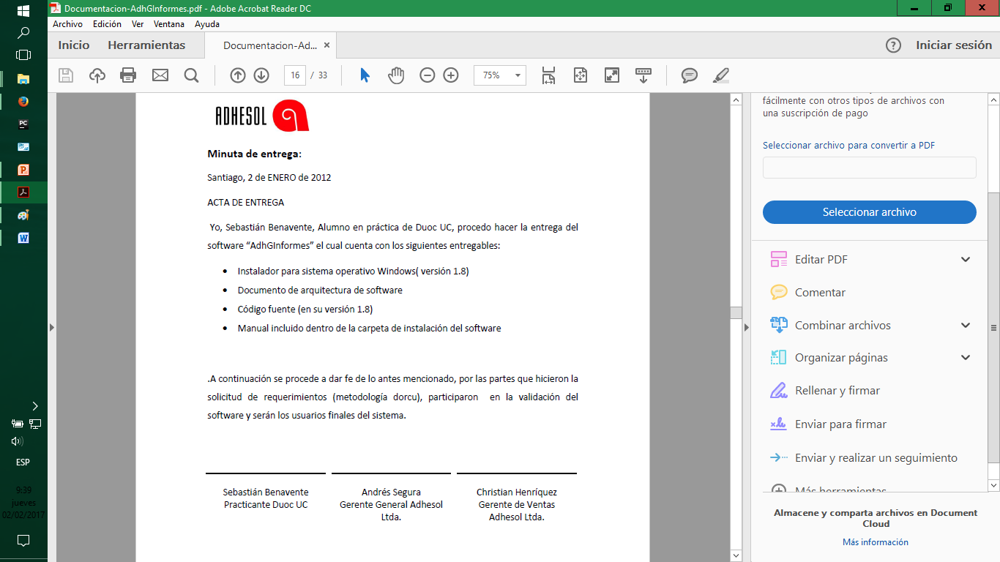 Documentacion-AdhGInformes.pdf - Adobe Acrobat Reader DC
Archivo Edición Ver Ventana Ayuda
Inicio Herramientas Documentacion-Ad... × ? Iniciar sesión
16 / 33 75%
ADHESOL
Minuta de entrega:
Santiago, 2 de ENERO de 2012
ACTA DE ENTREGA
Yo, Sebastián Benavente, Alumno en práctica de Duoc UC, procedo hacer la entrega del
software “AdhGInformes” el cual cuenta con los siguientes entregables:
• Instalador para sistema operativo Windows( versión 1.8)
• Documento de arquitectura de software
• Código fuente (en su versión 1.8)
• Manual incluido dentro de la carpeta de instalación del software
.A continuación se procede a dar fe de lo antes mencionado, por las partes que hicieron la
solicitud de requerimientos (metodología dorcu), participaron en la validación del
software y serán los usuarios finales del sistema.
Sebastián Benavente
Practicante Duoc UC
Andrés Segura
Gerente General Adhesol
Ltda.
Christian Henríquez
Gerente de Ventas
Adhesol Ltda.
fácilmente con otros tipos de archivos con
una suscripción de pago
Seleccionar archivo para convertir a PDF
Seleccionar archivo
Editar PDF
Comentar
Combinar archivos
Organizar páginas
Rellenar y firmar
Enviar para firmar
Enviar y realizar un seguimiento
Más herramientas
Almacene y comparta archivos en Document
Cloud
Más información
PC
ESP
9:39
jueves
02/02/2017